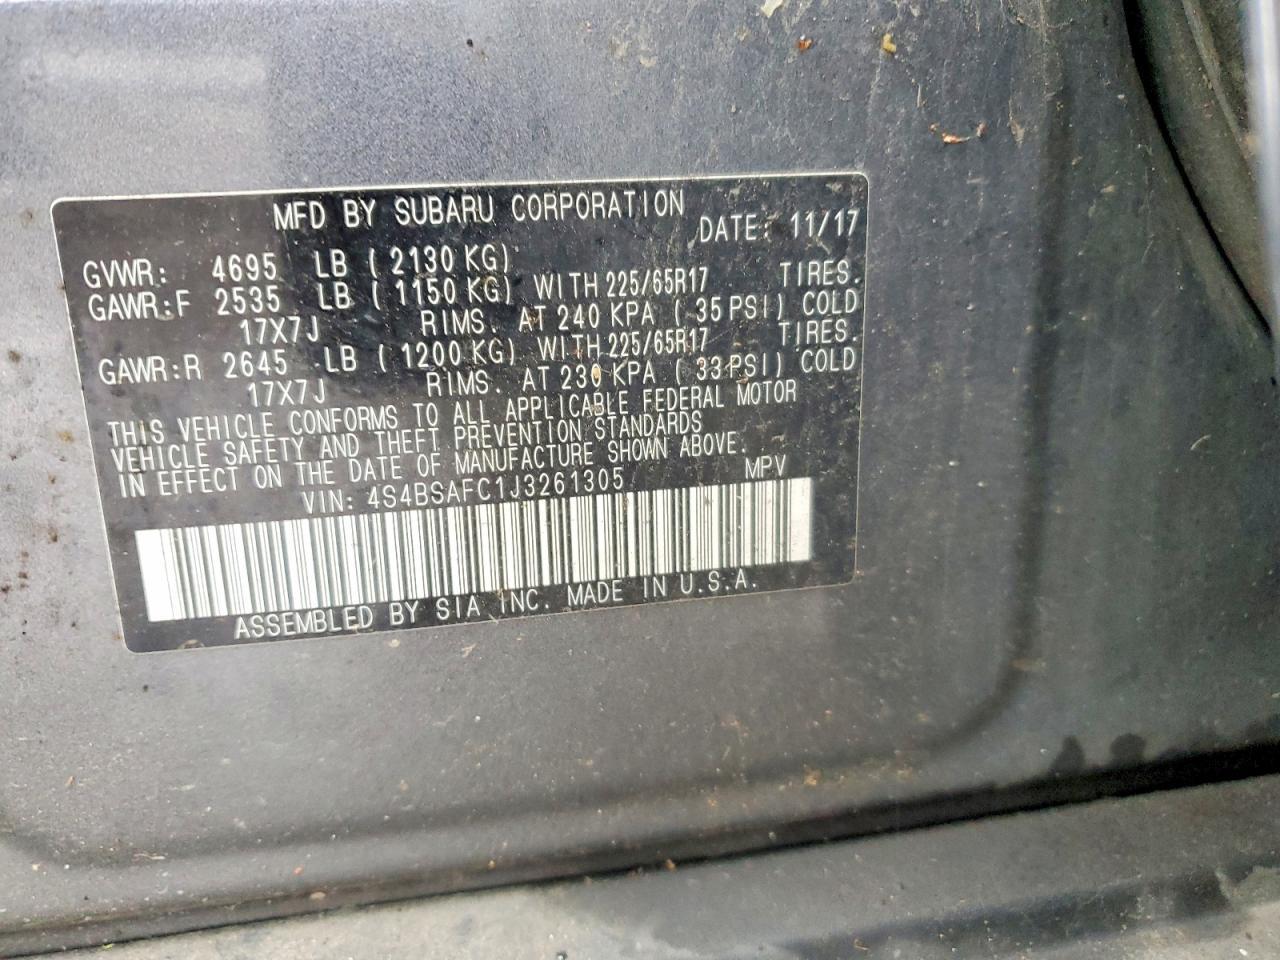 MFD BY SUBARU CORPORATION DATE: 11/17
GVWR: 4695 LB (2130 KG)
GAWR:F 2535 LB (1150 KG) WITH 225/65R17 TIRES.
17X7J RIMS. AT 240 KPA (35 PSI) COLD
GAWR:R 2645 LB (1200 KG) WITH 225/65R17 TIRES.
17X7J RIMS. AT 230 KPA (33 PSI) COLD
THIS VEHICLE CONFORMS TO ALL APPLICABLE FEDERAL MOTOR
VEHICLE SAFETY AND THEFT PREVENTION STANDARDS
IN EFFECT ON THE DATE OF MANUFACTURE SHOWN ABOVE.
VIN: 4S4BSAFC1J3261305 MPV
ASSEMBLED BY SIA INC. MADE IN U.S.A.